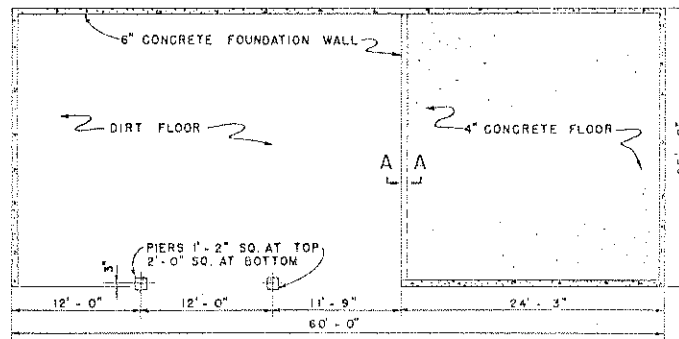 6" CONCRETE FOUNDATION WALL
DIRT FLOOR
4" CONCRETE FLOOR
A A
PIERS 1'-2" SQ. AT TOP
2'-0" SQ. AT BOTTOM
3"
12'-0" 12'-0" 11'-9" 24'-3"
60'-0"